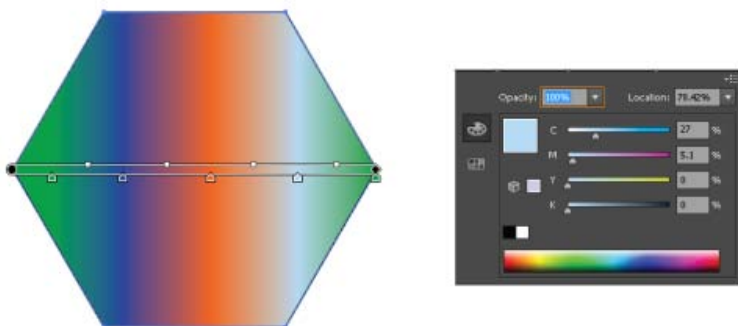 Opacity: 100% Location: 78.42%
C 27 %
M 5.1 %
Y 0 %
K 0 %